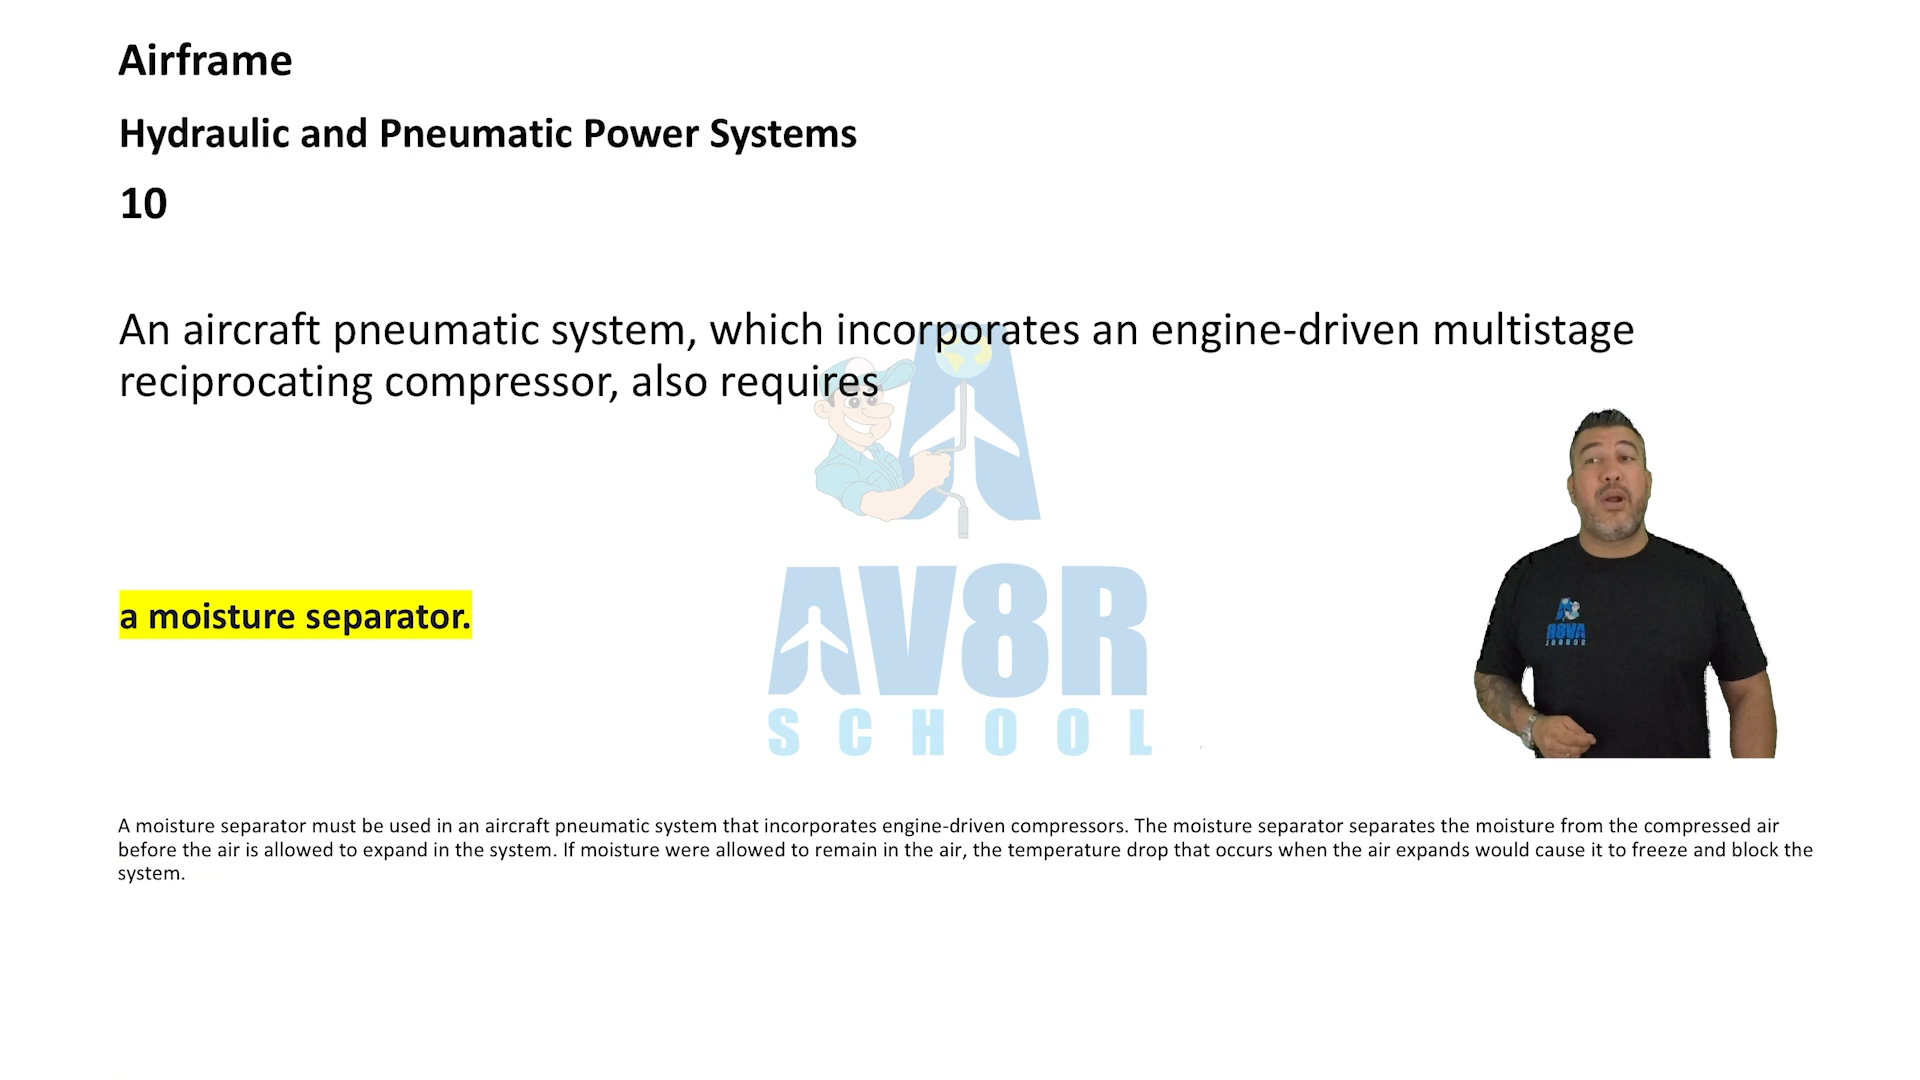 Airframe
Hydraulic and Pneumatic Power Systems
10
An aircraft pneumatic system, which incorporates an engine-driven multistage
reciprocating compressor, also requires
a moisture separator.
AV8R
SCHOOL
A moisture separator must be used in an aircraft pneumatic system that incorporates engine-driven compressors. The moisture separator separates the moisture from the compressed air
before the air is allowed to expand in the system. If moisture were allowed to remain in the air, the temperature drop that occurs when the air expands would cause it to freeze and block the
system.